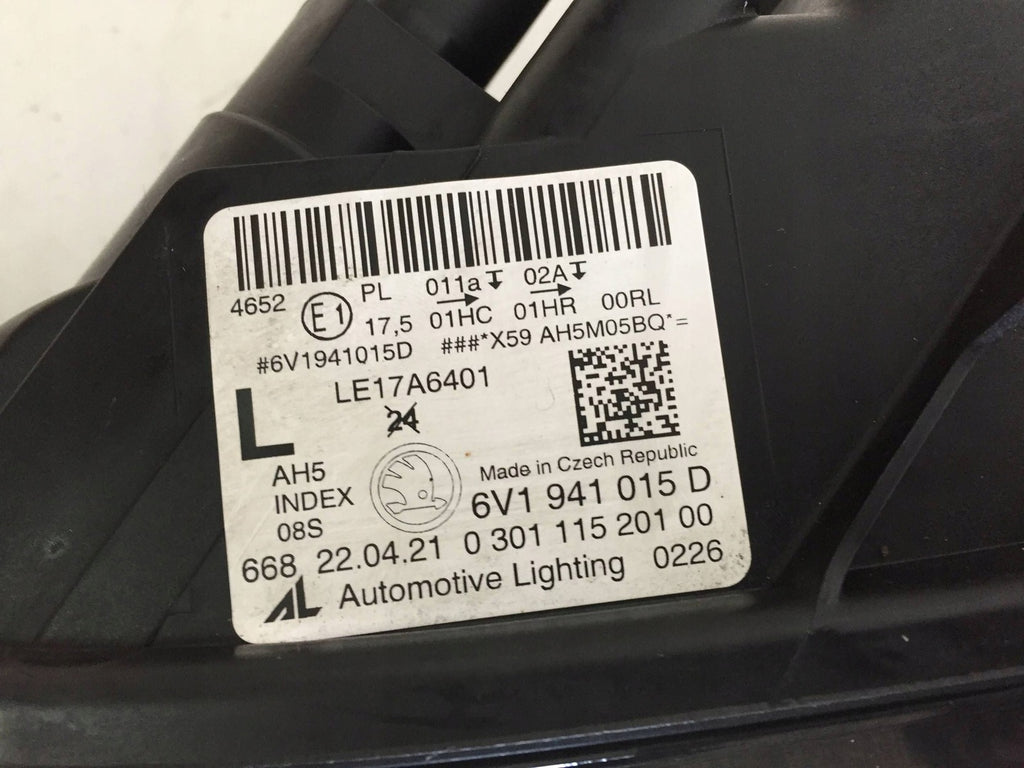 4652 E1 PL 011a 02A
17,5 01HC 01HR 00RL
#6V1941015D ###*X59 AH5M05BQ*=
LE17A6401
24
L
AH5
INDEX
08S
Made in Czech Republic
6V1 941 015 D
668 22.04.21 0 301 115 201 00
AL Automotive Lighting 0226